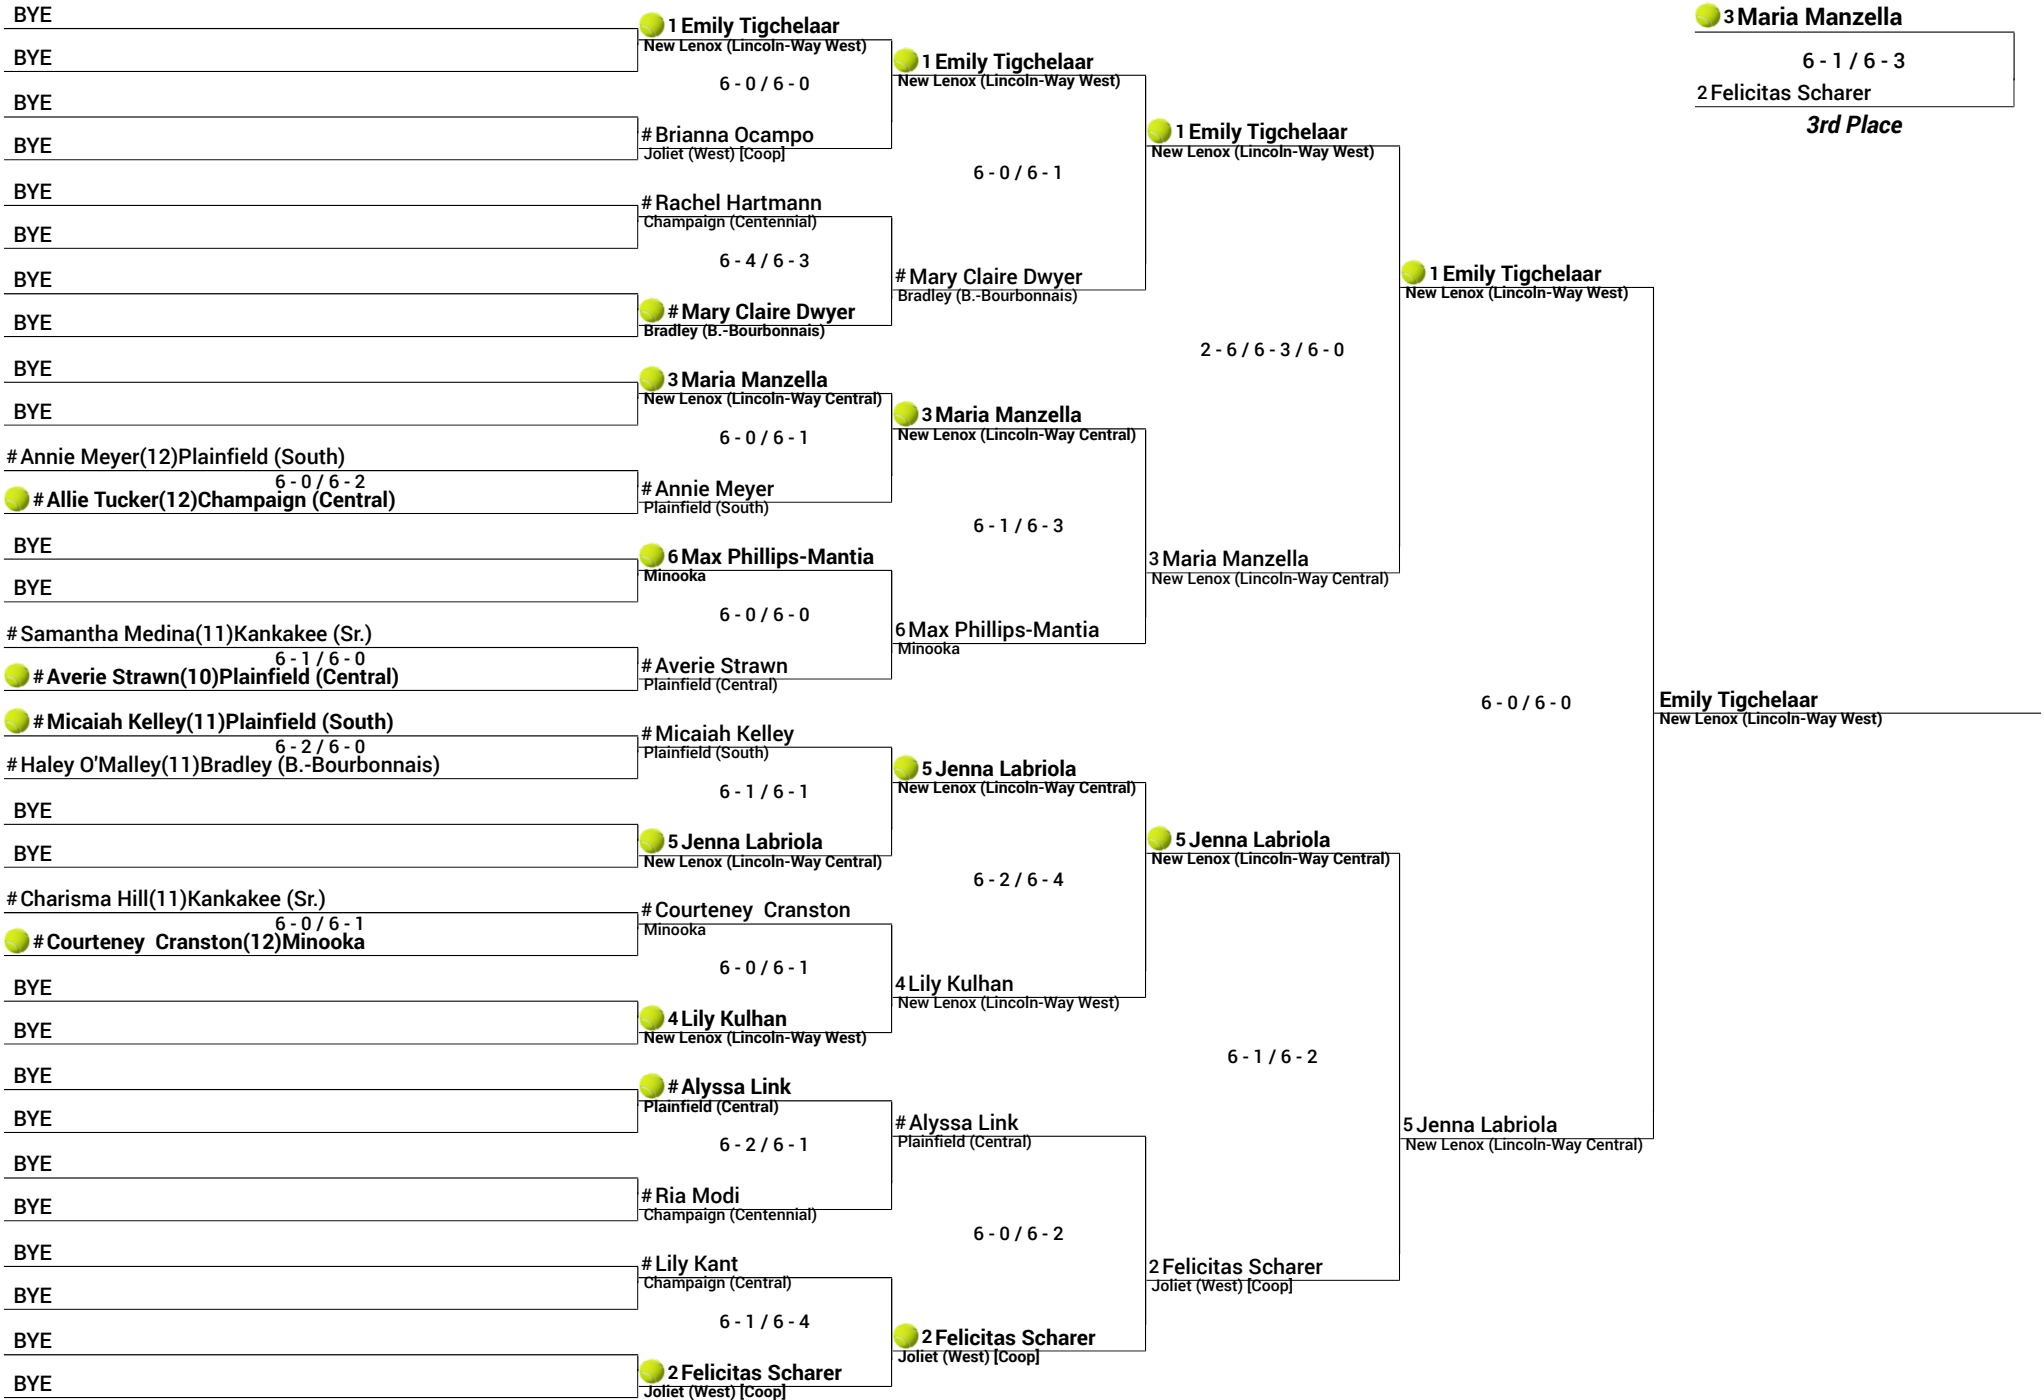 BYE
BYE
BYE
BYE
BYE
BYE
BYE
BYE
BYE
BYE
# Annie Meyer(12)Plainfield (South)
6 - 0 / 6 - 2
# Allie Tucker(12)Champaign (Central)
BYE
BYE
# Samantha Medina(11)Kankakee (Sr.)
6 - 1 / 6 - 0
# Averie Strawn(10)Plainfield (Central)
# Micaiah Kelley(11)Plainfield (South)
6 - 2 / 6 - 0
# Haley O'Malley(11)Bradley (B.-Bourbonnais)
BYE
BYE
# Charisma Hill(11)Kankakee (Sr.)
6 - 0 / 6 - 1
# Courteney  Cranston(12)Minooka
BYE
BYE
BYE
BYE
BYE
BYE
BYE
BYE
BYE
BYE
1 Emily Tigchelaar
New Lenox (Lincoln-Way West)
6 - 0 / 6 - 0
# Brianna Ocampo
Joliet (West) [Coop]
# Rachel Hartmann
Champaign (Centennial)
6 - 4 / 6 - 3
# Mary Claire Dwyer
Bradley (B.-Bourbonnais)
3 Maria Manzella
New Lenox (Lincoln-Way Central)
6 - 0 / 6 - 1
# Annie Meyer
Plainfield (South)
6 Max Phillips-Mantia
Minooka
6 - 0 / 6 - 0
# Averie Strawn
Plainfield (Central)
# Micaiah Kelley
Plainfield (South)
6 - 1 / 6 - 1
5 Jenna Labriola
New Lenox (Lincoln-Way Central)
# Courteney  Cranston
Minooka
6 - 0 / 6 - 1
4 Lily Kulhan
New Lenox (Lincoln-Way West)
# Alyssa Link
Plainfield (Central)
6 - 2 / 6 - 1
# Ria Modi
Champaign (Centennial)
# Lily Kant
Champaign (Central)
6 - 1 / 6 - 4
2 Felicitas Scharer
Joliet (West) [Coop]
1 Emily Tigchelaar
New Lenox (Lincoln-Way West)
6 - 0 / 6 - 1
# Mary Claire Dwyer
Bradley (B.-Bourbonnais)
3 Maria Manzella
New Lenox (Lincoln-Way Central)
6 - 1 / 6 - 3
6 Max Phillips-Mantia
Minooka
5 Jenna Labriola
New Lenox (Lincoln-Way Central)
6 - 2 / 6 - 4
4 Lily Kulhan
New Lenox (Lincoln-Way West)
# Alyssa Link
Plainfield (Central)
6 - 0 / 6 - 2
2 Felicitas Scharer
Joliet (West) [Coop]
1 Emily Tigchelaar
New Lenox (Lincoln-Way West)
2 - 6 / 6 - 3 / 6 - 0
3 Maria Manzella
New Lenox (Lincoln-Way Central)
5 Jenna Labriola
New Lenox (Lincoln-Way Central)
6 - 1 / 6 - 2
2 Felicitas Scharer
Joliet (West) [Coop]
1 Emily Tigchelaar
New Lenox (Lincoln-Way West)
6 - 0 / 6 - 0
5 Jenna Labriola
New Lenox (Lincoln-Way Central)
Emily Tigchelaar
New Lenox (Lincoln-Way West)
3 Maria Manzella
6 - 1 / 6 - 3
2 Felicitas Scharer
3rd Place